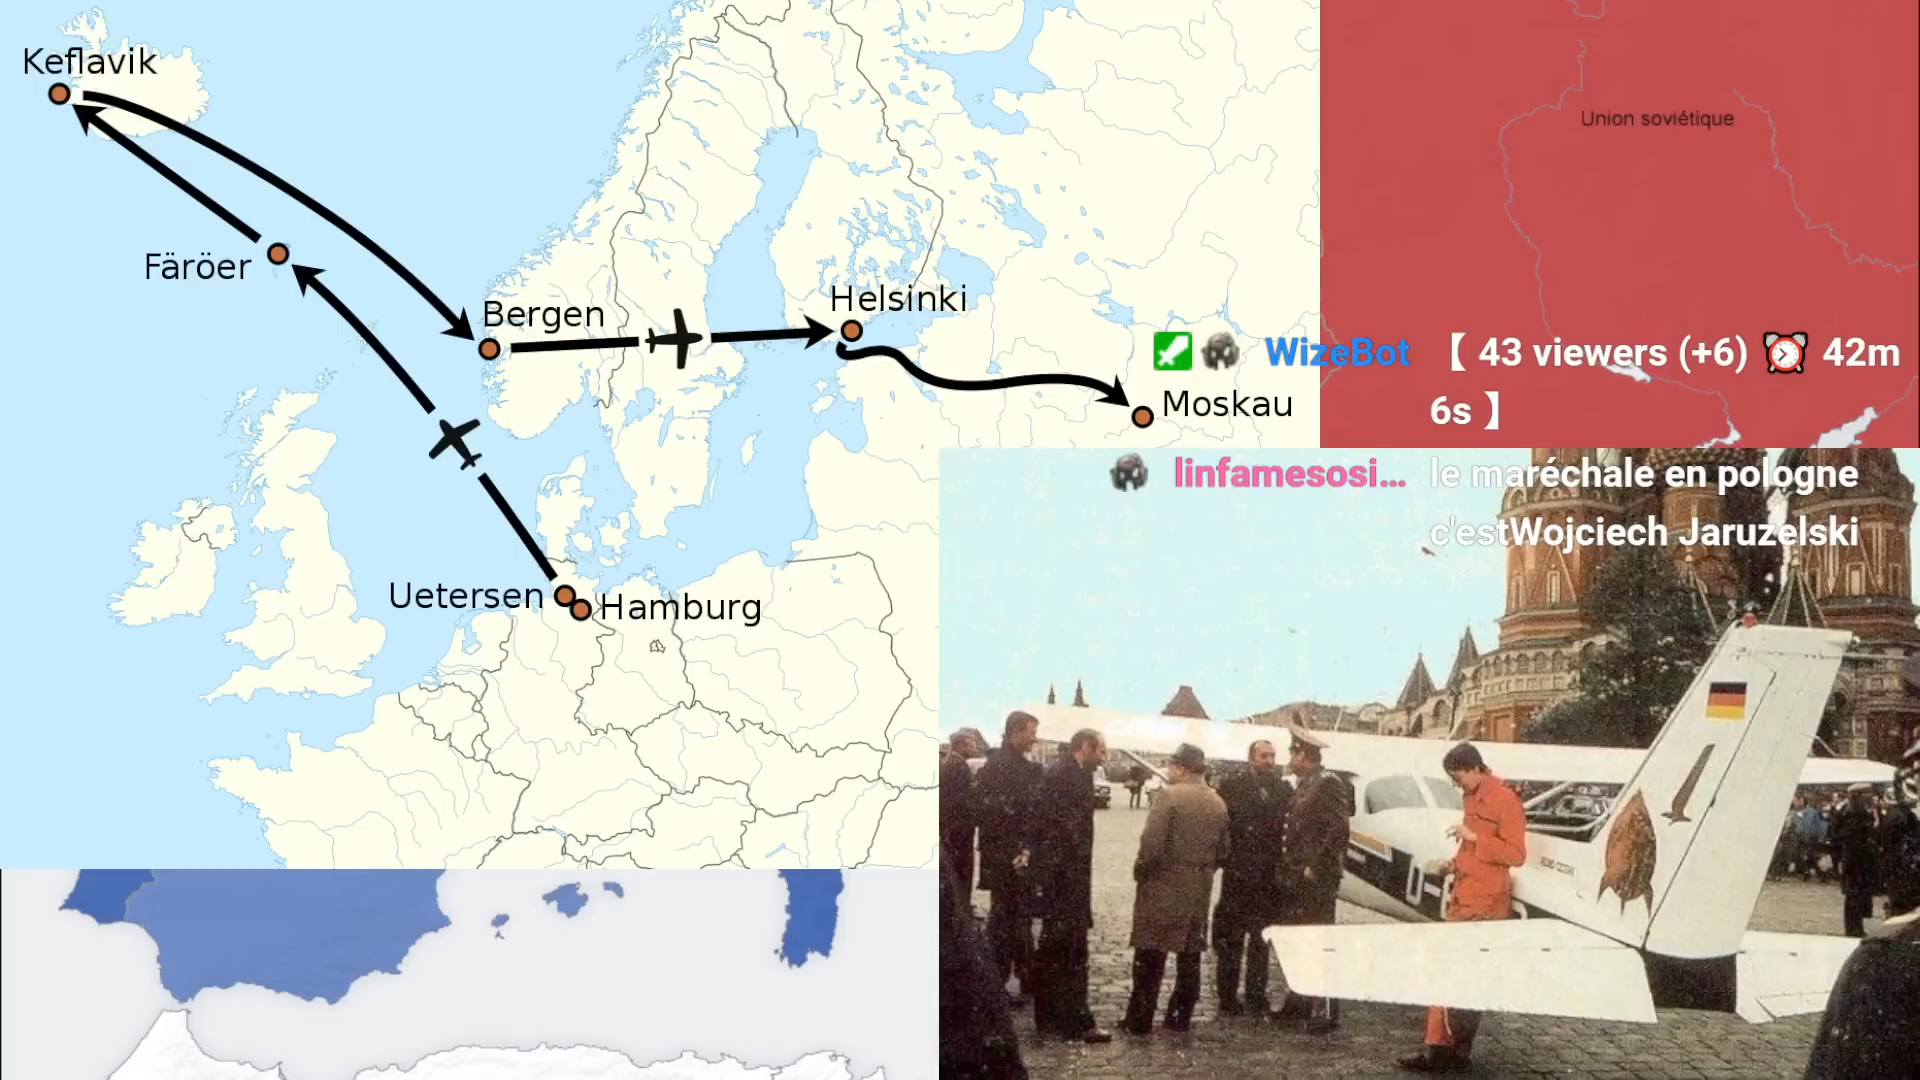 Keflavik
Union soviétique
Färöer
Bergen
Helsinki
WizeBot 【 43 viewers (+6) ⏰ 42m
6s 】
Moskau
linfamesosi... le maréchale en pologne
c'estWojciech Jaruzelski
Uetersen
Hamburg